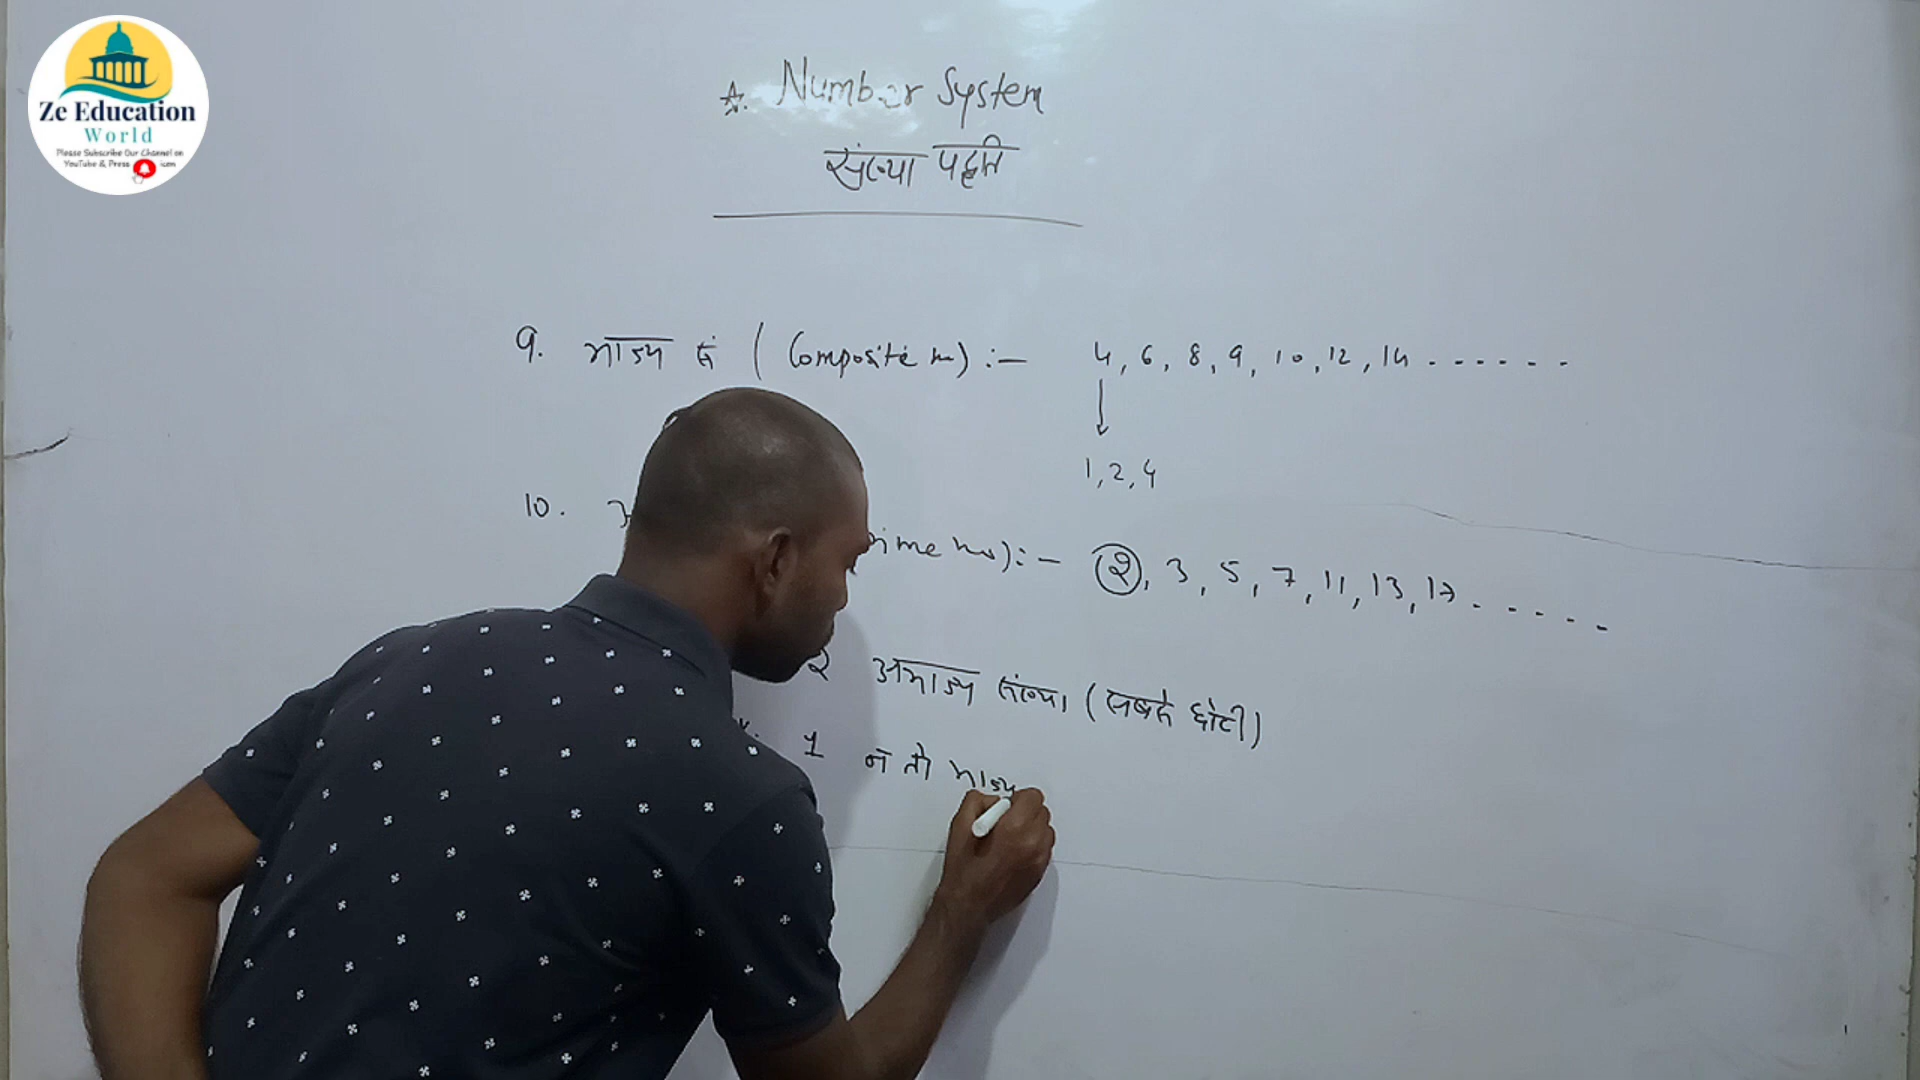 Ze Education
World
Please Subscribe Our Channel on
YouTube & Press icon
☆. Number System
संख्या पद्धति
9. भाज्य सं (Composite no) :- 4, 6, 8, 9, 10, 12, 14 - - - - - -
1, 2, 4
10. ime no) :- 2, 3, 5, 7, 11, 13, 17 - - - - -
2 अभाज्य संख्या (सबसे छोटी)
1 न तो भाज्य